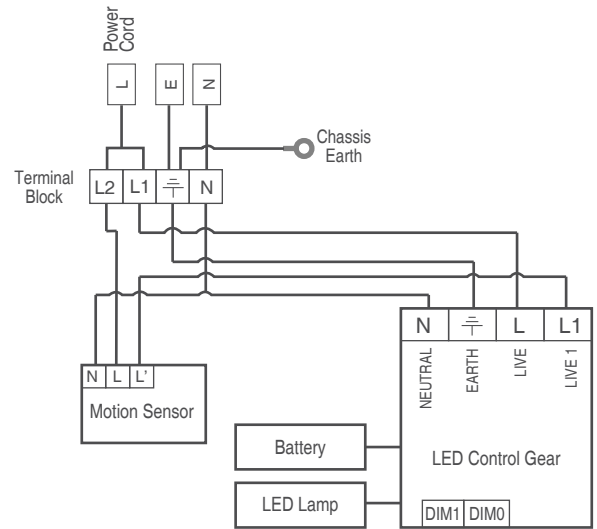 Power
Cord
L
E
N
Chassis
Earth
Terminal
Block
L2
L1
N
N
L
L1
NEUTRAL
EARTH
LIVE
LIVE 1
N
L
L'
Motion Sensor
Battery
LED Control Gear
LED Lamp
DIM1
DIM0